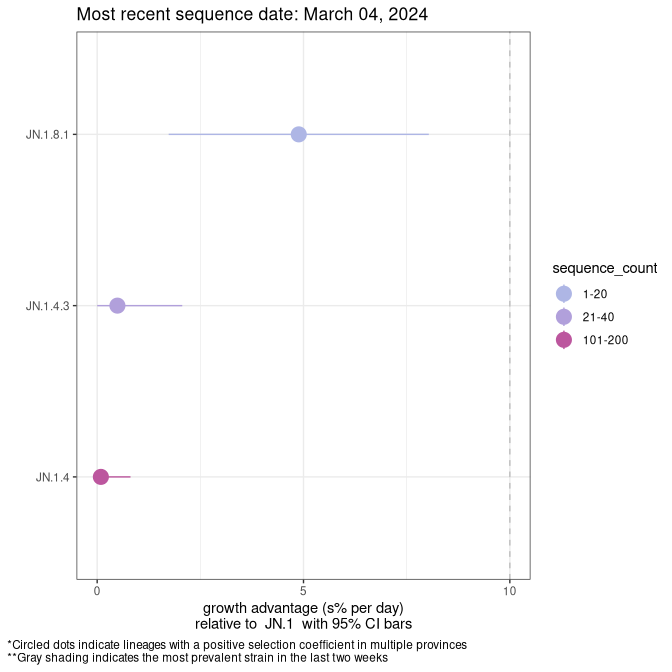 Most recent sequence date: March 04, 2024
JN.1.8.1
JN.1.4.3
JN.1.4
0 5 10
growth advantage (s% per day)
relative to JN.1 with 95% CI bars
sequence_count
1-20
21-40
101-200
*Circled dots indicate lineages with a positive selection coefficient in multiple provinces
**Gray shading indicates the most prevalent strain in the last two weeks